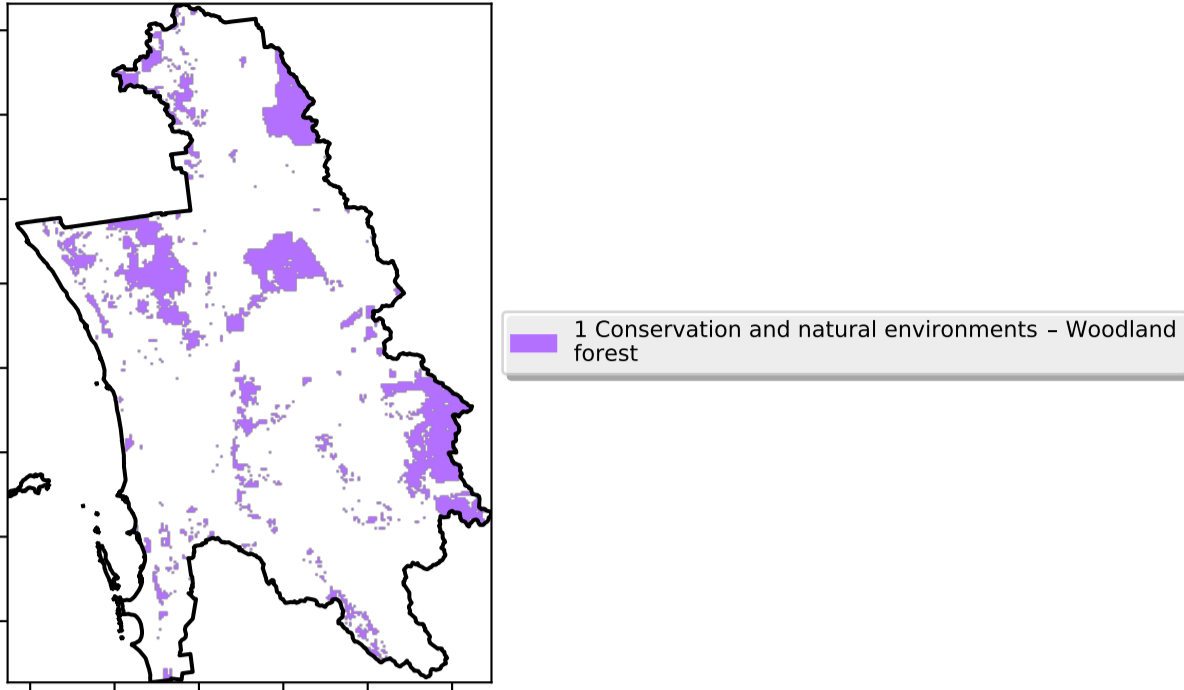 1 Conservation and natural environments – Woodland
forest